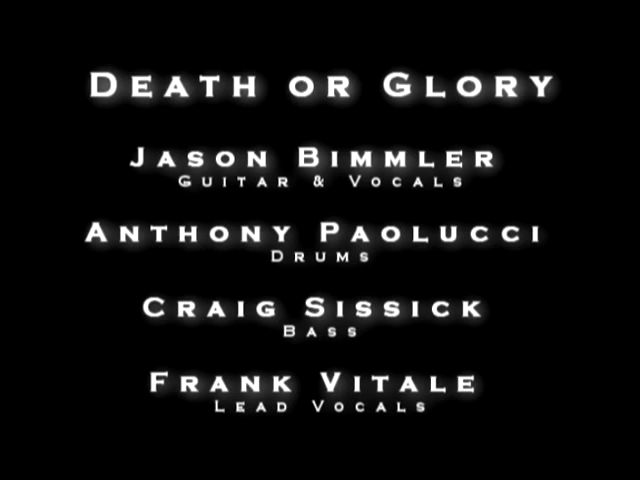 Death or Glory
Jason Bimmler
Guitar & Vocals
Anthony Paolucci
Drums
Craig Sissick
Bass
Frank Vitale
Lead Vocals